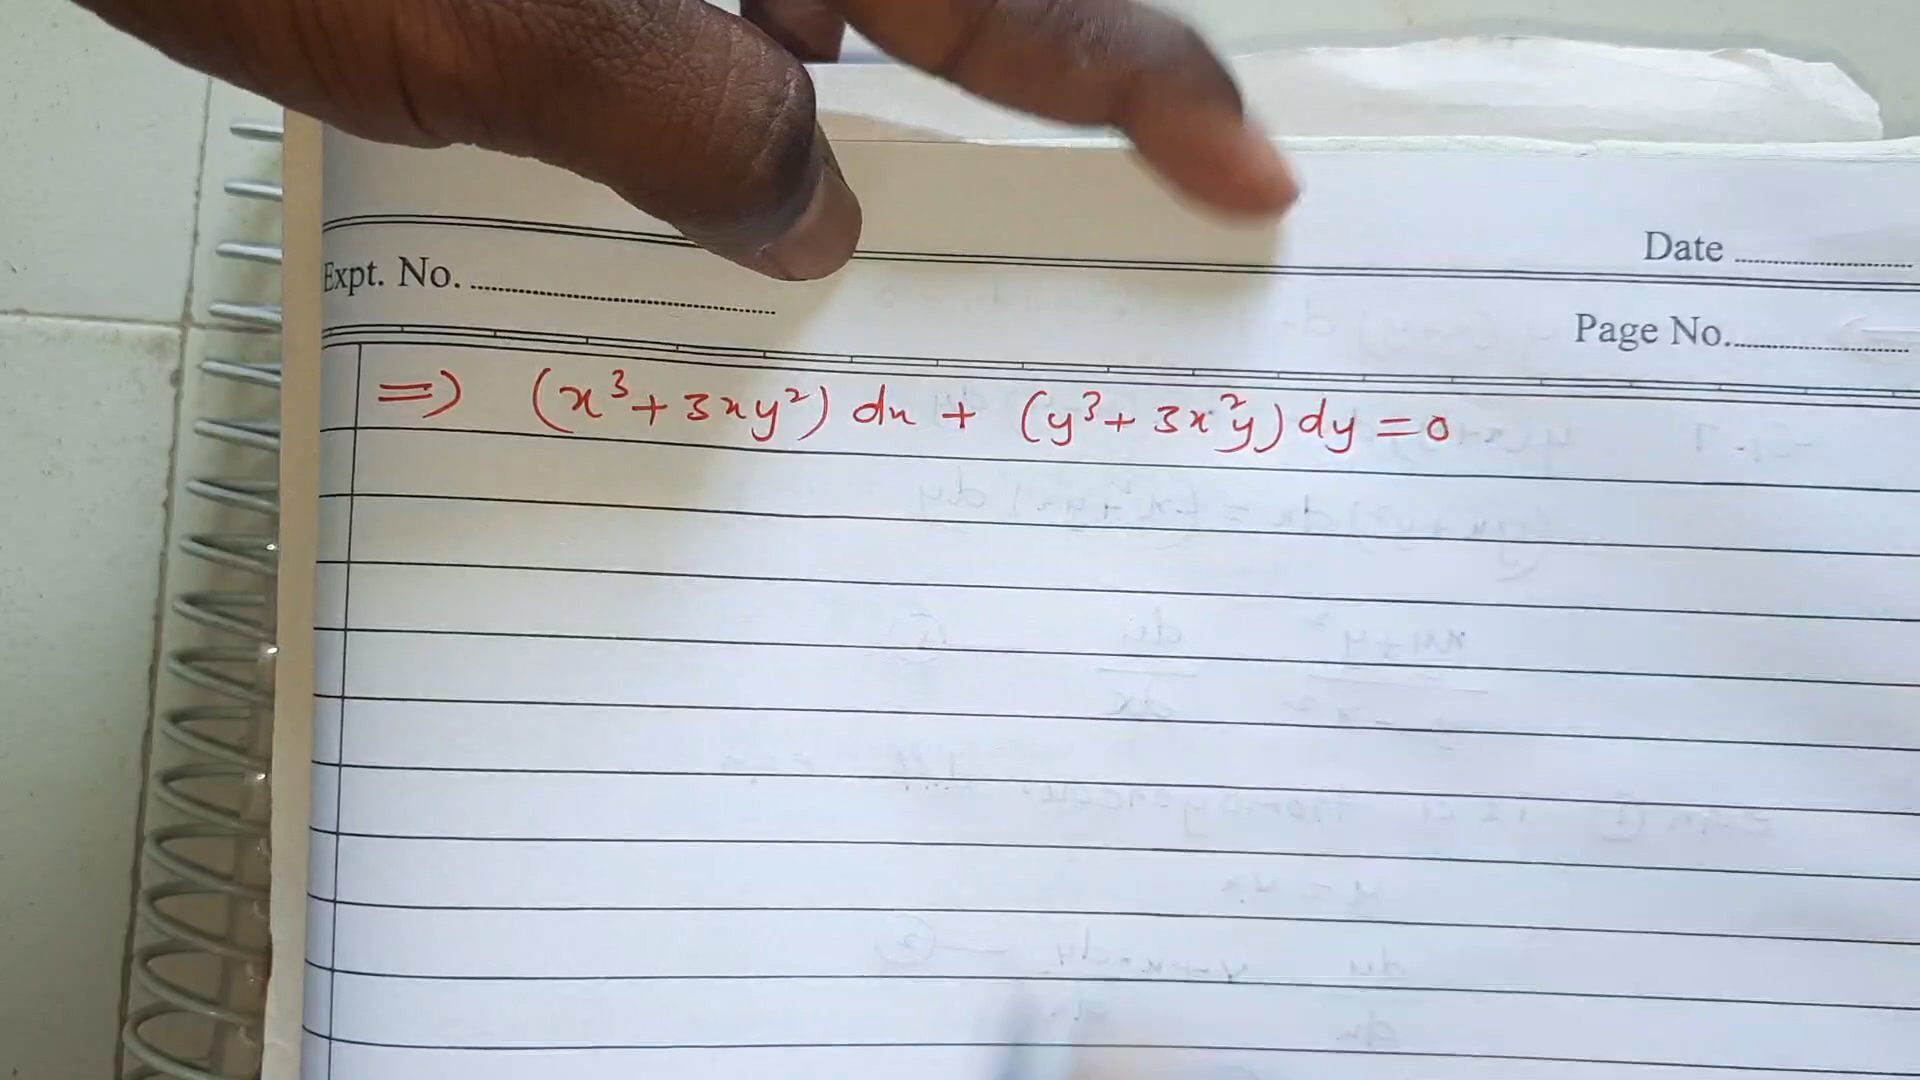 Date ....................
Expt. No. ....................
Page No. ....................
=) (x³ + 3xy²) dx + (y³ + 3x²y) dy = 0